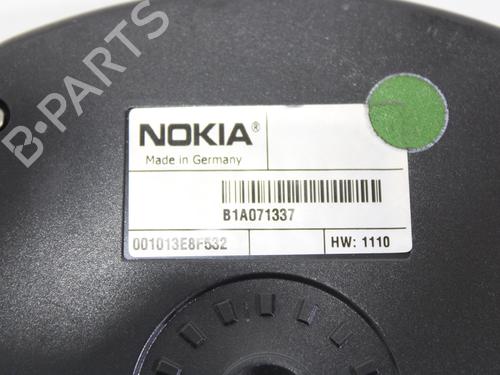 B·PARTS
NOKIA®
Made in Germany
B1A071337
001013E8F532
HW: 1110